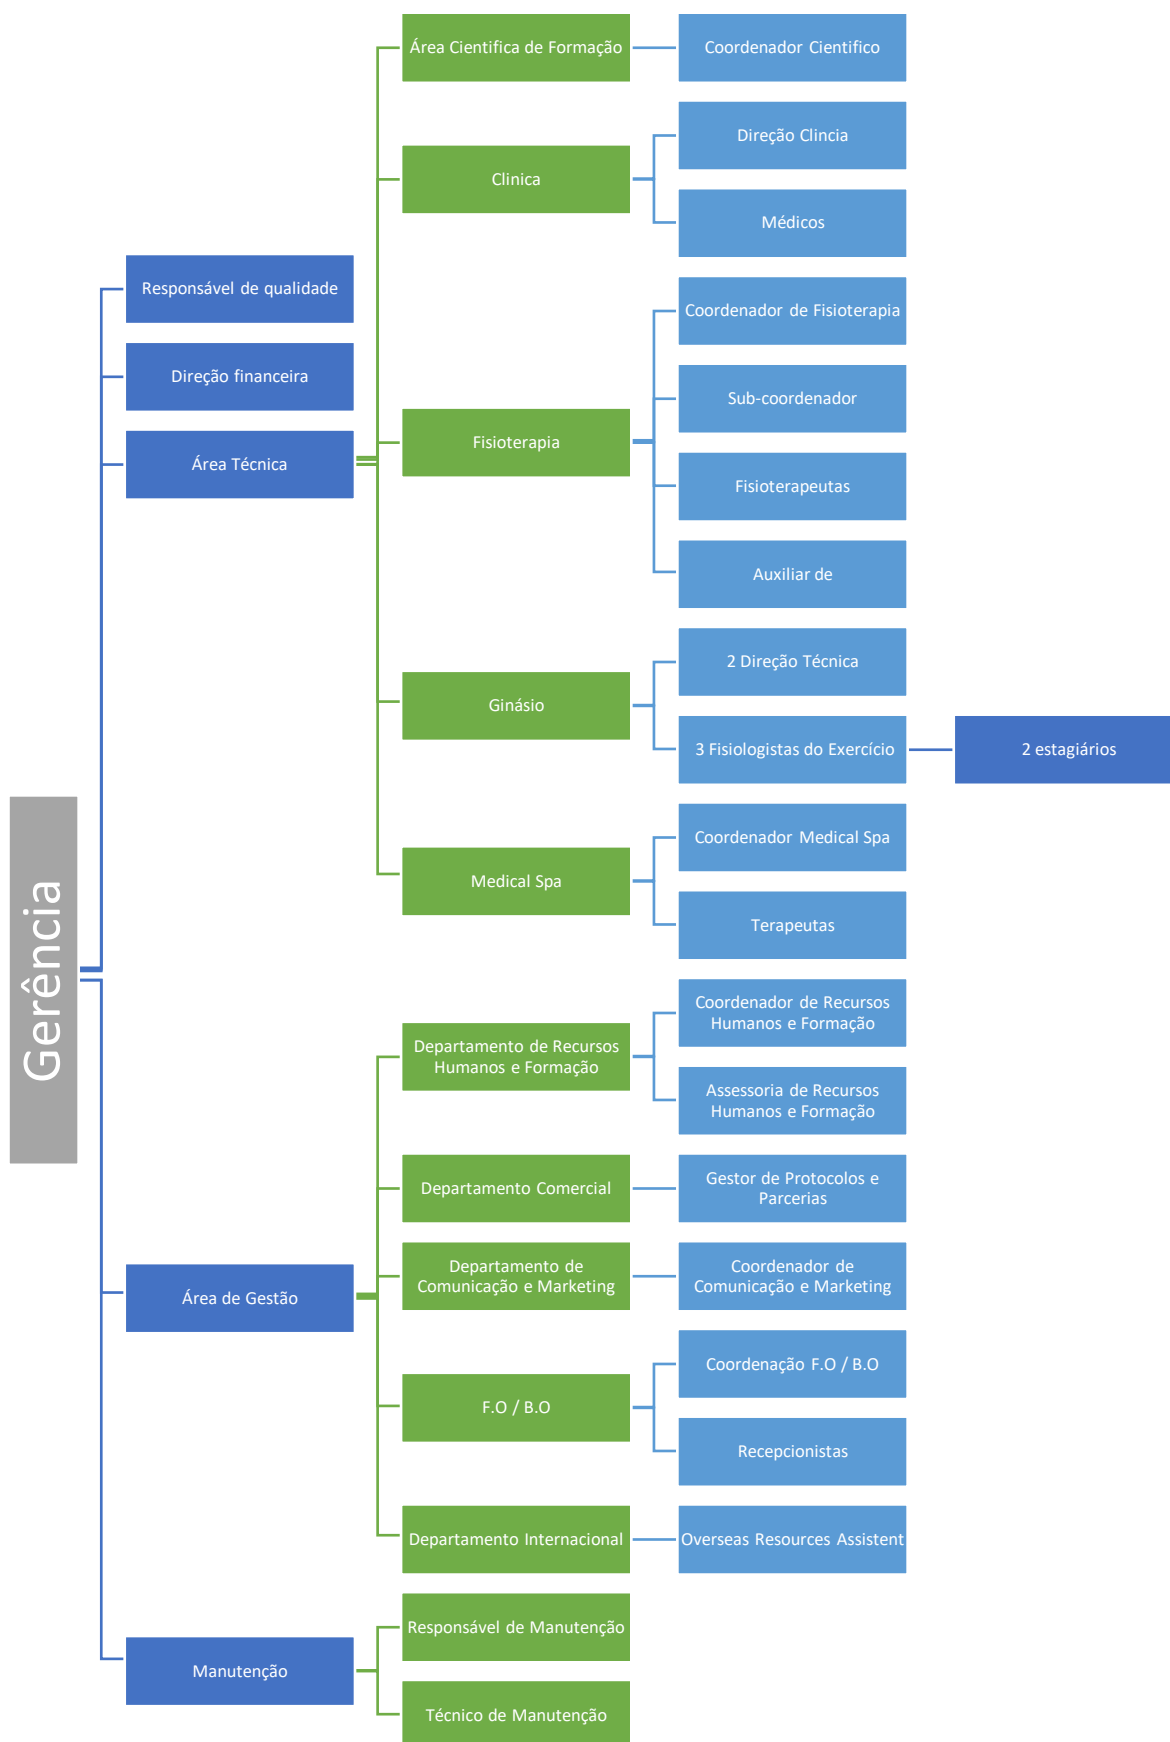 Gerência
Responsável de qualidade
Direção financeira
Área Técnica
Área Cientifica de Formação
Coordenador Cientifico
Clinica
Direção Clincia
Médicos
Fisioterapia
Coordenador de Fisioterapia
Sub-coordenador
Fisioterapeutas
Auxiliar de
Ginásio
2 Direção Técnica
3 Fisiologistas do Exercício
2 estagiários
Medical Spa
Coordenador Medical Spa
Terapeutas
Área de Gestão
Departamento de Recursos
Humanos e Formação
Coordenador de Recursos
Humanos e Formação
Assessoria de Recursos
Humanos e Formação
Departamento Comercial
Gestor de Protocolos e
Parcerias
Departamento de
Comunicação e Marketing
Coordenador de
Comunicação e Marketing
F.O / B.O
Coordenação F.O / B.O
Recepcionistas
Departamento Internacional
Overseas Resources Assistent
Manutenção
Responsável de Manutenção
Técnico de Manutenção